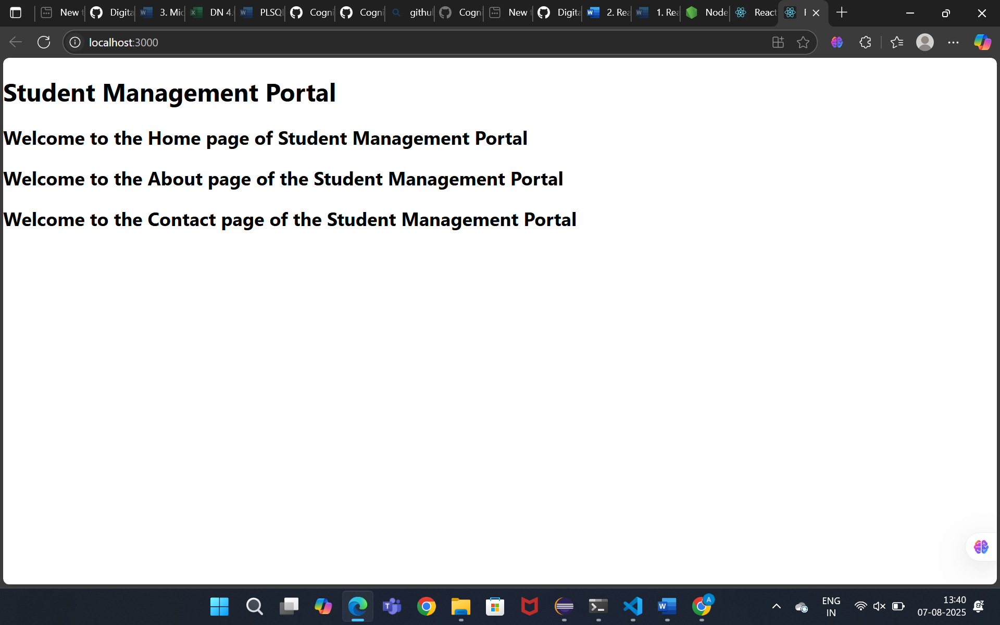 New
Digita
3. Mic
DN 4.
PLSQ
Cogni
Cogni
githu
Cogn
New
Digita
2. Rea
1. Rea
Node
React
localhost:3000
Student Management Portal
Welcome to the Home page of Student Management Portal
Welcome to the About page of the Student Management Portal
Welcome to the Contact page of the Student Management Portal
ENG
IN
13:40
07-08-2025